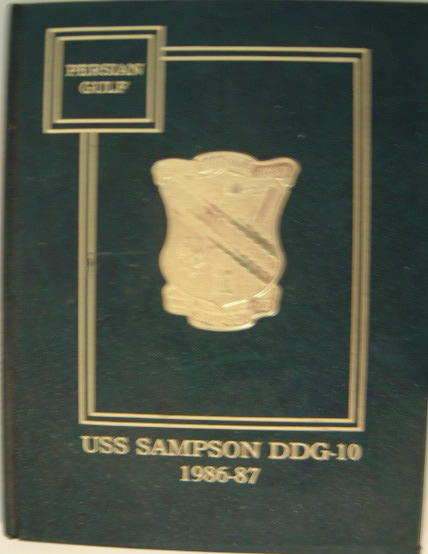 PERSIAN
GULF
USS SAMPSON DDG-10
1986-87